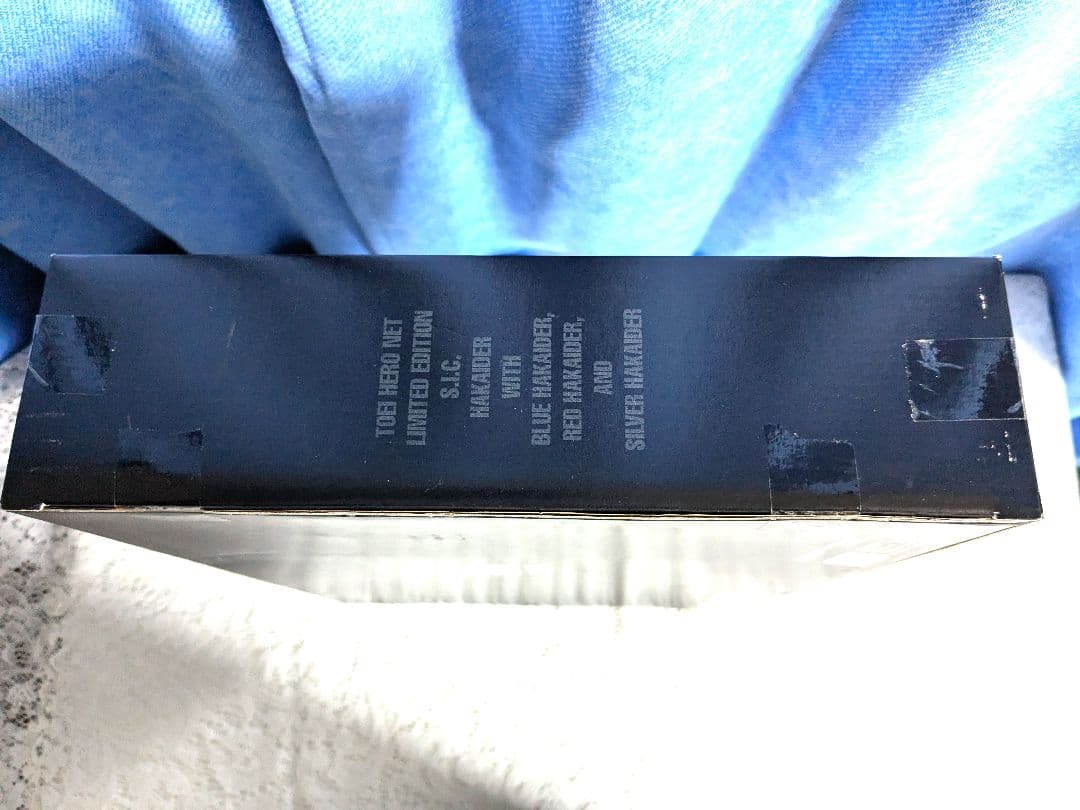 TOEI HERO NET
LIMITED EDITION
S.I.C.
HAKAIDER
WITH
BLUE HAKAIDER,
RED HAKAIDER,
AND
SILVER HAKAIDER